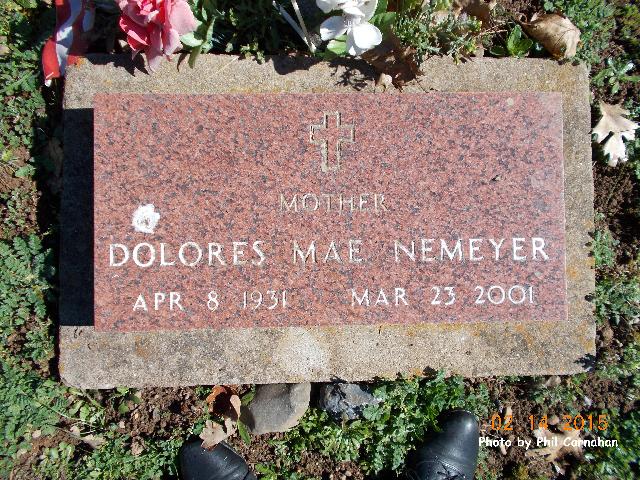 MOTHER
DOLORES MAE NEMEYER
APR 8 1931 MAR 23 2001
02 14 2015
Photo by Phil Carnahan